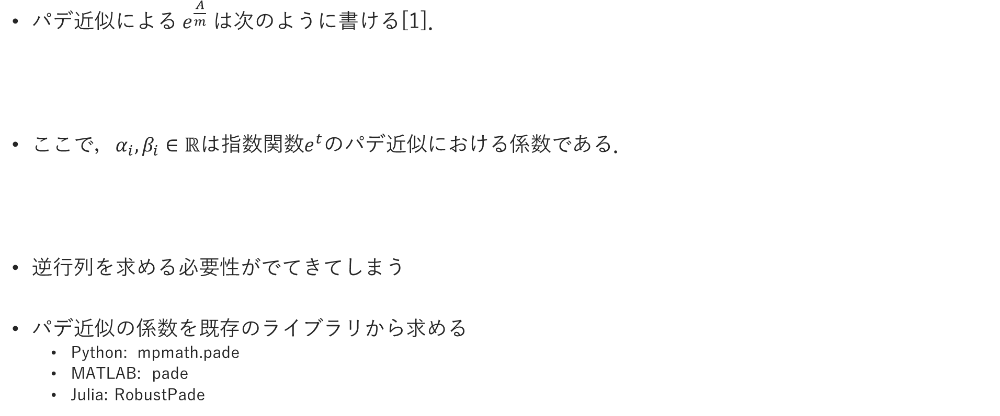 • パデ近似による $e^{\frac{A}{m}}$ は次のように書ける[1].
• ここで，$\alpha_i, \beta_i \in \mathbb{R}$は指数関数$e^t$のパデ近似における係数である.
• 逆行列を求める必要性がでてきてしまう
• パデ近似の係数を既存のライブラリから求める
• Python: mpmath.pade
• MATLAB: pade
• Julia: RobustPade